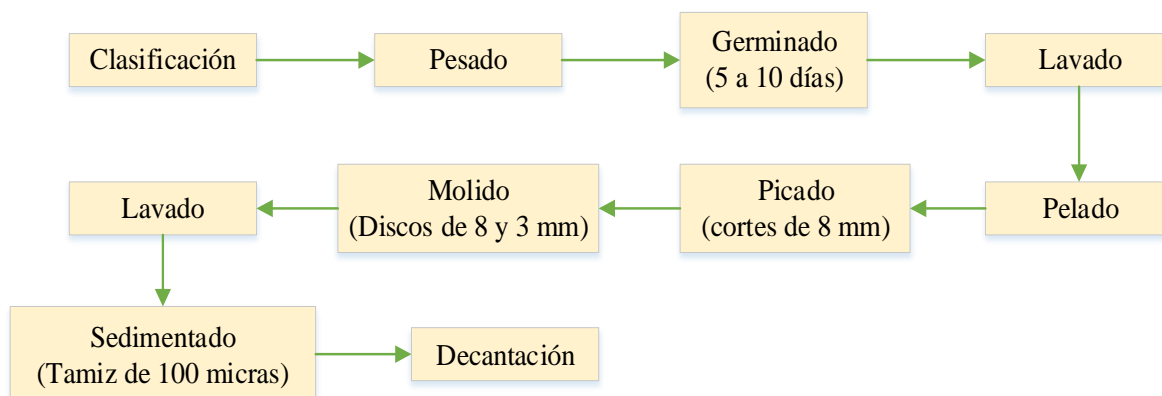 Clasificación
Pesado
Germinado
(5 a 10 días)
Lavado
Pelado
Picado
(cortes de 8 mm)
Molido
(Discos de 8 y 3 mm)
Lavado
Sedimentado
(Tamiz de 100 micras)
Decantación